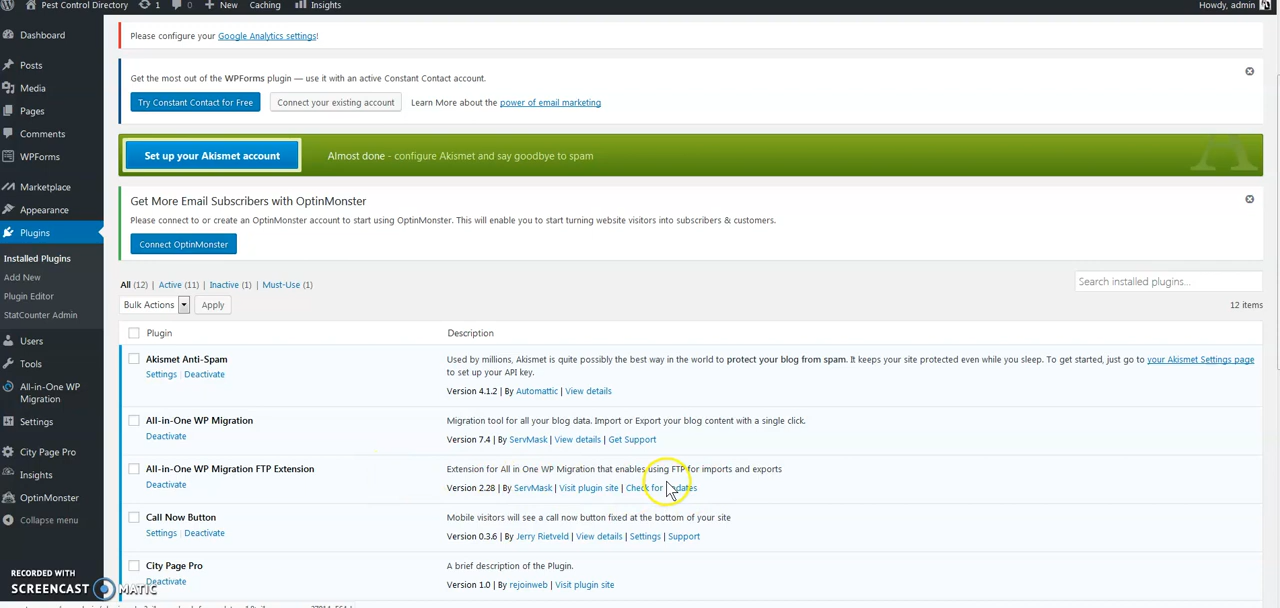 Pest Control Directory 1 0 New Caching Insights Howdy, admin
Dashboard
Posts
Media
Pages
Comments
WPForms
Marketplace
Appearance
Plugins
Installed Plugins
Add New
Plugin Editor
StatCounter Admin
Users
Tools
All-in-One WP
Migration
Settings
City Page Pro
Insights
OptinMonster
Collapse menu
RECORDED WITH
SCREENCAST MATIC
Please configure your Google Analytics settings!
Get the most out of the WPForms plugin — use it with an active Constant Contact account.
Try Constant Contact for Free Connect your existing account Learn More about the power of email marketing
Set up your Akismet account Almost done - configure Akismet and say goodbye to spam
Get More Email Subscribers with OptinMonster
Please connect to or create an OptinMonster account to start using OptinMonster. This will enable you to start turning website visitors into subscribers & customers.
Connect OptinMonster
All (12) | Active (11) | Inactive (1) | Must-Use (1) Search installed plugins...
Bulk Actions Apply 12 items
Plugin Description
Akismet Anti-Spam Used by millions, Akismet is quite possibly the best way in the world to protect your blog from spam. It keeps your site protected even while you sleep. To get started, just go to your Akismet Settings page
Settings | Deactivate to set up your API key.
Version 4.1.2 | By Automattic | View details
All-in-One WP Migration Migration tool for all your blog data. Import or Export your blog content with a single click.
Deactivate Version 7.4 | By ServMask | View details | Get Support
All-in-One WP Migration FTP Extension Extension for All in One WP Migration that enables using FTP for imports and exports
Deactivate Version 2.28 | By ServMask | Visit plugin site | Check for updates
Call Now Button Mobile visitors will see a call now button fixed at the bottom of your site
Settings | Deactivate Version 0.3.6 | By Jerry Rietveld | View details | Settings | Support
City Page Pro A brief description of the Plugin.
Deactivate Version 1.0 | By rejoinweb | Visit plugin site